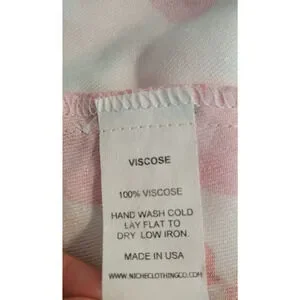 VISCOSE
100% VISCOSE
HAND WASH COLD
LAY FLAT TO
DRY LOW IRON.
MADE IN USA
WWW.NICHECLOTHINGCO.COM